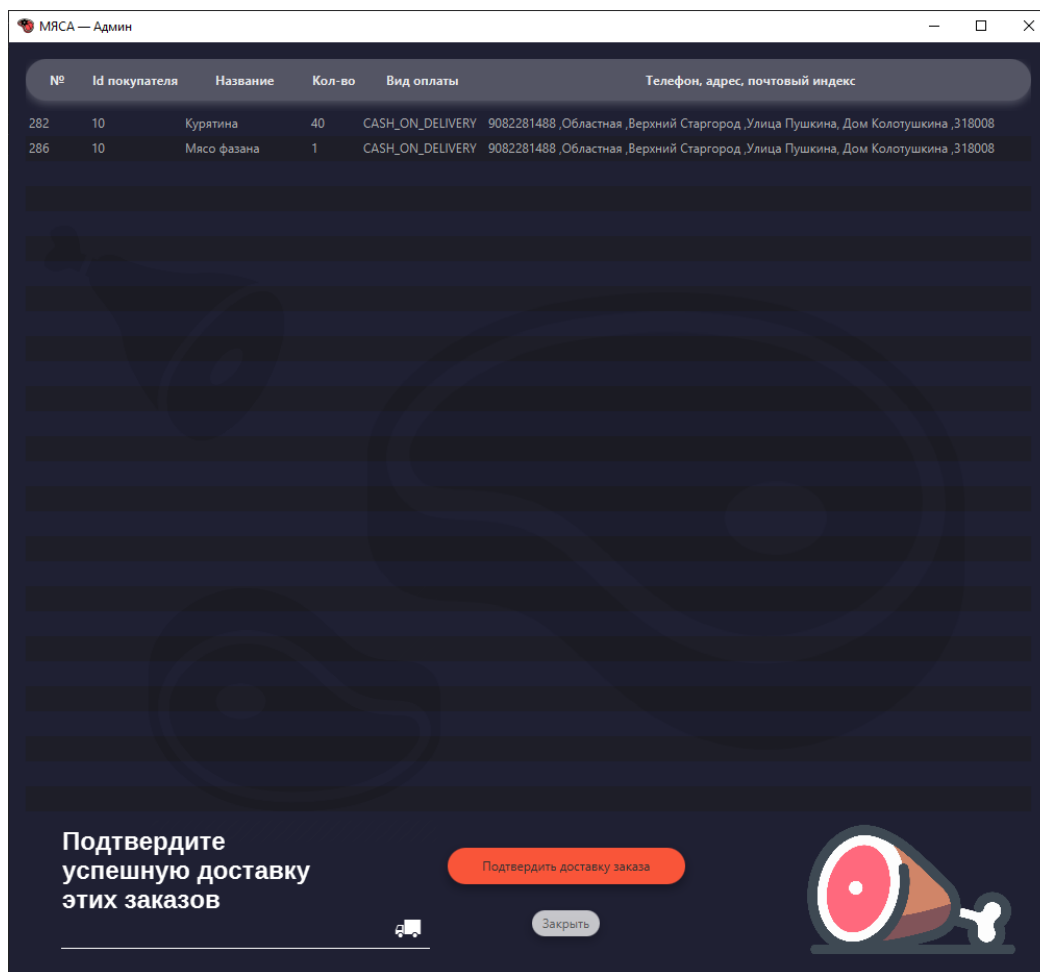 МЯСА — Админ
№ Id покупателя Название Кол-во Вид оплаты Телефон, адрес, почтовый индекс
282 10 Курятина 40 CASH_ON_DELIVERY 9082281488 ,Областная ,Верхний Старгород ,Улица Пушкина, Дом Колотушкина ,318008
286 10 Мясо фазана 1 CASH_ON_DELIVERY 9082281488 ,Областная ,Верхний Старгород ,Улица Пушкина, Дом Колотушкина ,318008
Подтвердите
успешную доставку
этих заказов
Подтвердить доставку заказа
Закрыть